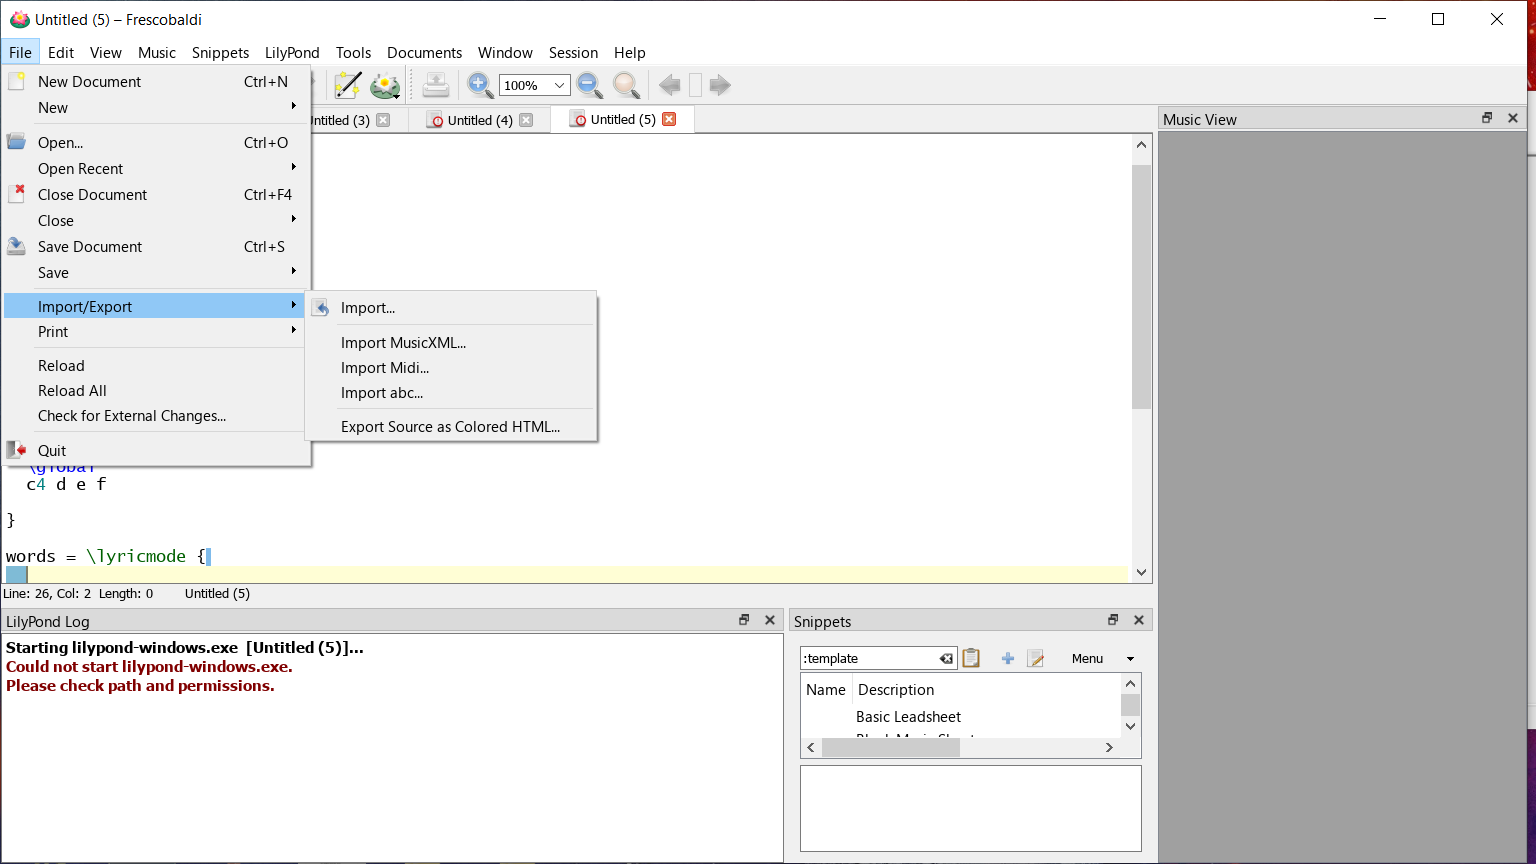 Untitled (5) – Frescobaldi
File Edit View Music Snippets LilyPond Tools Documents Window Session Help
New Document Ctrl+N
100%
New
ntitled (3)
Untitled (4)
Untitled (5)
Music View
Open... Ctrl+O
Open Recent
Close Document Ctrl+F4
Close
Save Document Ctrl+S
Save
Import/Export
Print
Reload
Reload All
Check for External Changes...
Quit
Import...
Import MusicXML...
Import Midi...
Import abc...
Export Source as Colored HTML...
\global
c4 d e f
}
words = \lyricmode {
Line: 26, Col: 2 Length: 0 Untitled (5)
LilyPond Log
Starting lilypond-windows.exe [Untitled (5)]...
Could not start lilypond-windows.exe.
Please check path and permissions.
Snippets
:template
Menu
Name Description
Basic Leadsheet